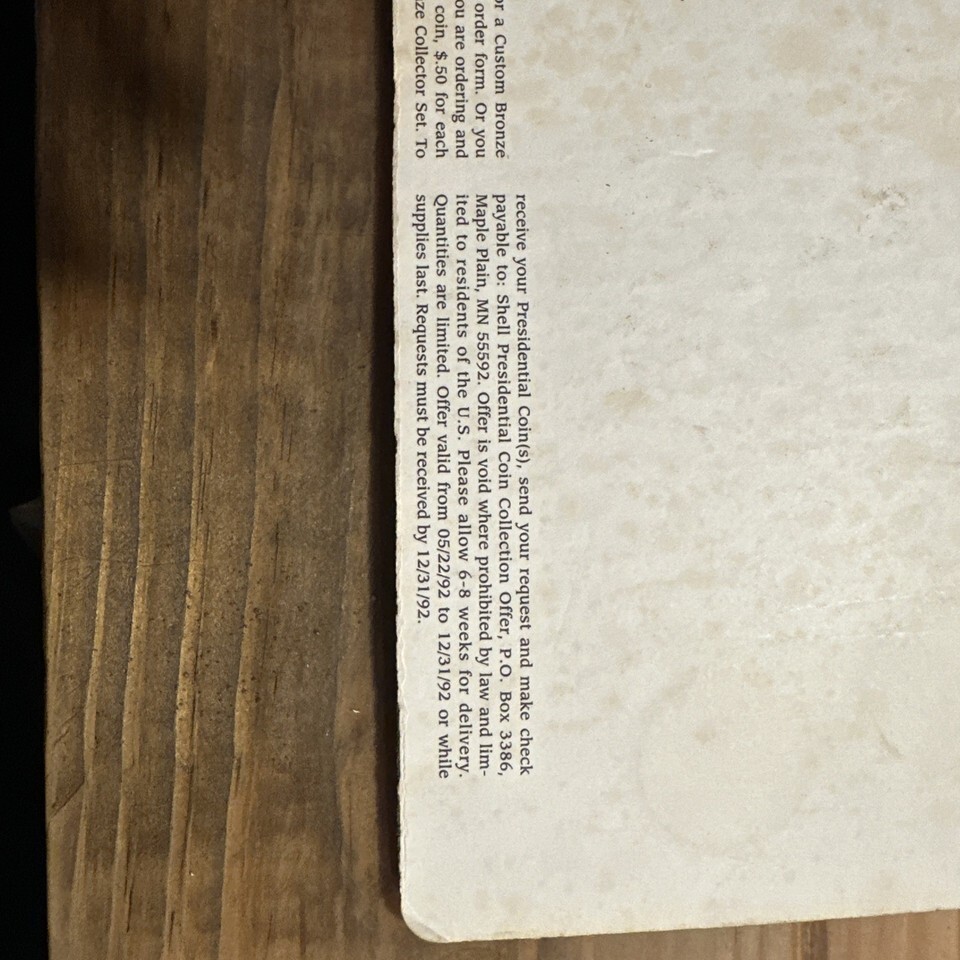 or a Custom Bronze
order form. Or you
ou are ordering and
coin, $.50 for each
ze Collector Set. To
receive your Presidential Coin(s), send your request and make check
payable to: Shell Presidential Coin Collection Offer, P.O. Box 3386,
Maple Plain, MN 55592. Offer is void where prohibited by law and lim-
ited to residents of the U.S. Please allow 6-8 weeks for delivery.
Quantities are limited. Offer valid from 05/22/92 to 12/31/92 or while
supplies last. Requests must be received by 12/31/92.